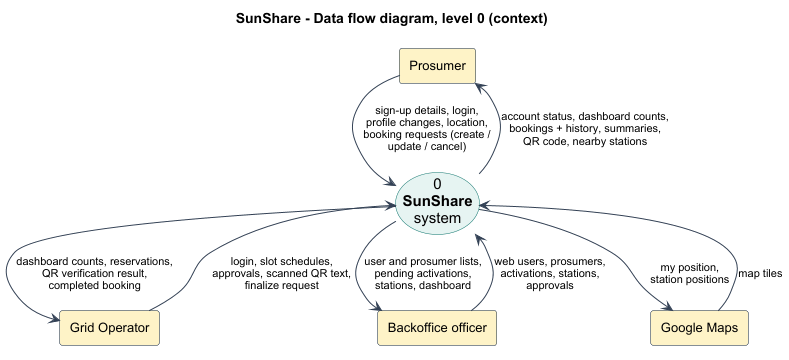 SunShare - Data flow diagram, level 0 (context)
Prosumer
sign-up details, login,
profile changes, location,
booking requests (create /
update / cancel)
account status, dashboard counts,
bookings + history, summaries,
QR code, nearby stations
0
SunShare
system
dashboard counts, reservations,
QR verification result,
completed booking
login, slot schedules,
approvals, scanned QR text,
finalize request
user and prosumer lists,
pending activations,
stations, dashboard
web users, prosumers,
activations, stations,
approvals
my position,
station positions
map tiles
Grid Operator
Backoffice officer
Google Maps